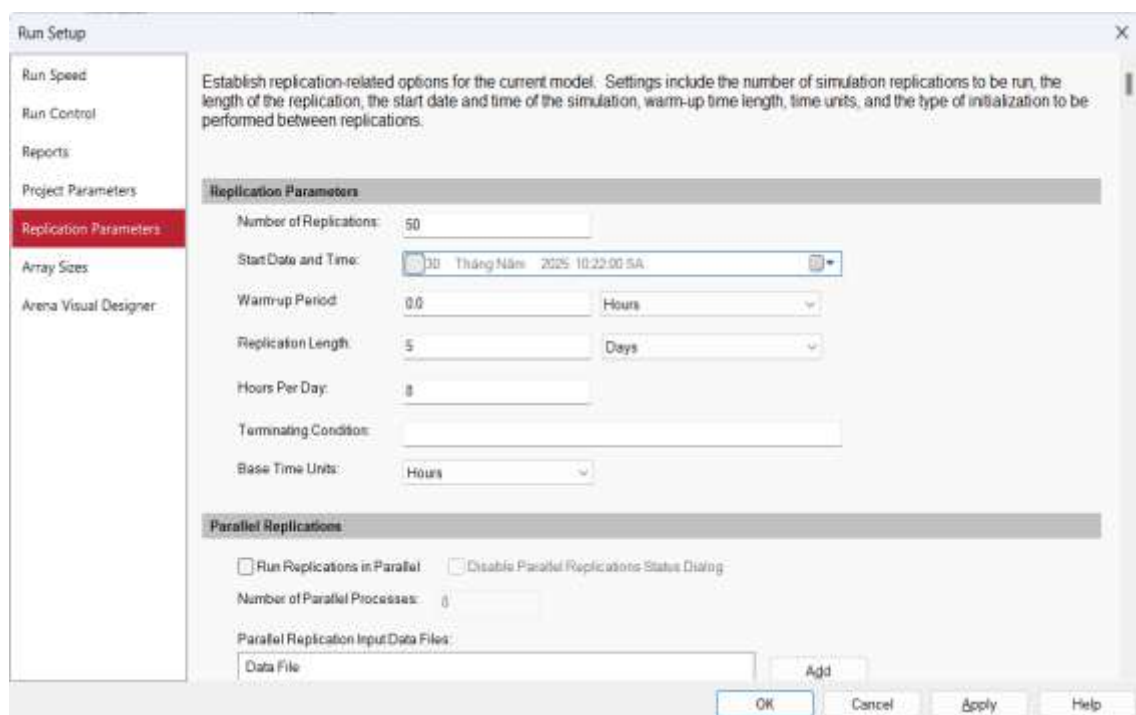 Run Setup
Run Speed
Run Control
Reports
Project Parameters
Replication Parameters
Array Sizes
Arena Visual Designer
Establish replication-related options for the current model. Settings include the number of simulation replications to be run, the
length of the replication, the start date and time of the simulation, warm-up time length, time units, and the type of initialization to be
performed between replications.
Replication Parameters
Number of Replications: 50
Start Date and Time: 30 Tháng Năm 2025 10:22:00 SA
Warm-up Period: 0.0 Hours
Replication Length: 5 Days
Hours Per Day: 8
Terminating Condition:
Base Time Units: Hours
Parallel Replications
Run Replications in Parallel Disable Parallel Replications Status Dialog
Number of Parallel Processes:
Parallel Replication Input Data Files:
Data File
Add
OK Cancel Apply Help